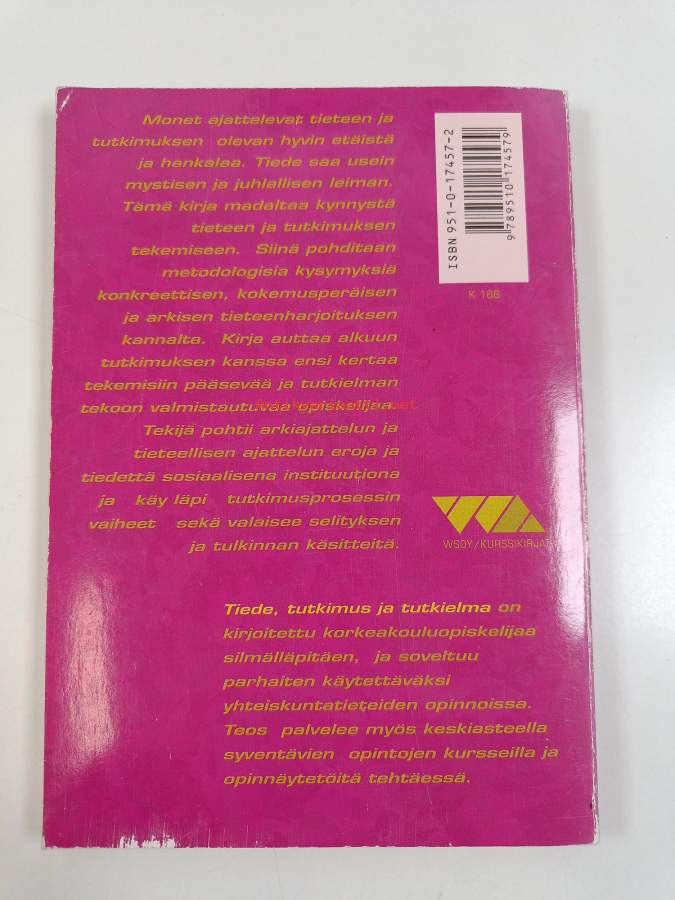 Monet ajattelevat tieteen ja
tutkimuksen olevan hyvin etäistä
ja hankalaa. Tiede saa usein
mystisen ja juhlallisen leiman.
Tämä kirja madaltaa kynnystä
tieteen ja tutkimuksen
tekemiseen. Siinä pohditaan
metodologisia kysymyksiä
konkreettisen, kokemusperäisen
ja arkisen tieteenharjoituksen
kannalta. Kirja auttaa alkuun
tutkimuksen kanssa ensi kertaa
tekemisiin pääsevää ja tutkielman
tekoon valmistautuvaa opiskelijaa.
Tekijä pohtii arkiajattelun ja
tieteellisen ajattelun eroja ja
tiedettä sosiaalisena instituutiona
ja käy läpi tutkimusprosessin
vaiheet sekä valaisee selityksen
ja tulkinnan käsitteitä.
ISBN 951-0-17457-2
9 789510 174579
K 168
WSOY/KURSSIKIRJAT
Tiede, tutkimus ja tutkielma on
kirjoitettu korkeakouluopiskelijaa
silmälläpitäen, ja soveltuu
parhaiten käytettäväksi
yhteiskuntatieteiden opinnoissa.
Teos palvelee myös keskiasteella
syventävien opintojen kursseilla ja
opinnäytetöitä tehtäessä.